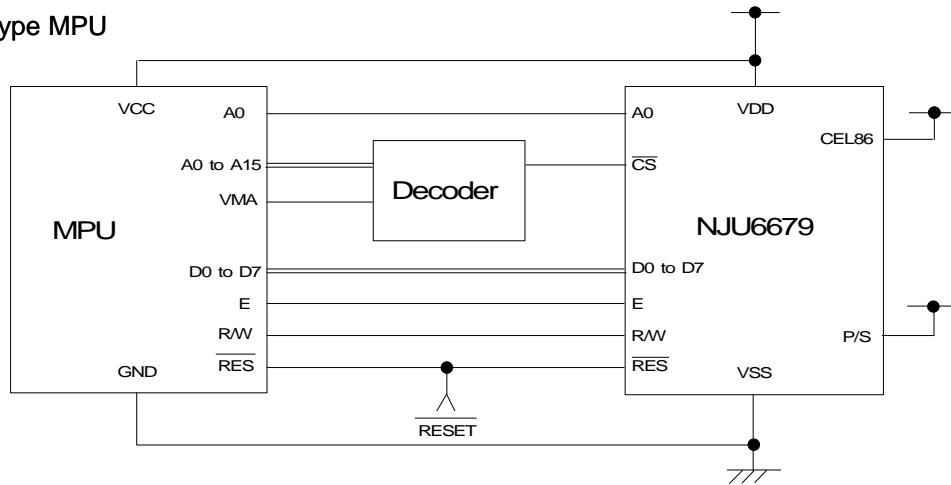 ype MPU
VCC
A0
A0 to A15
VMA
MPU
D0 to D7
E
R/W
RES
GND
Decoder
RESET
A0
VDD
CEL86
CS
NJU6679
D0 to D7
E
R/W
P/S
RES
VSS